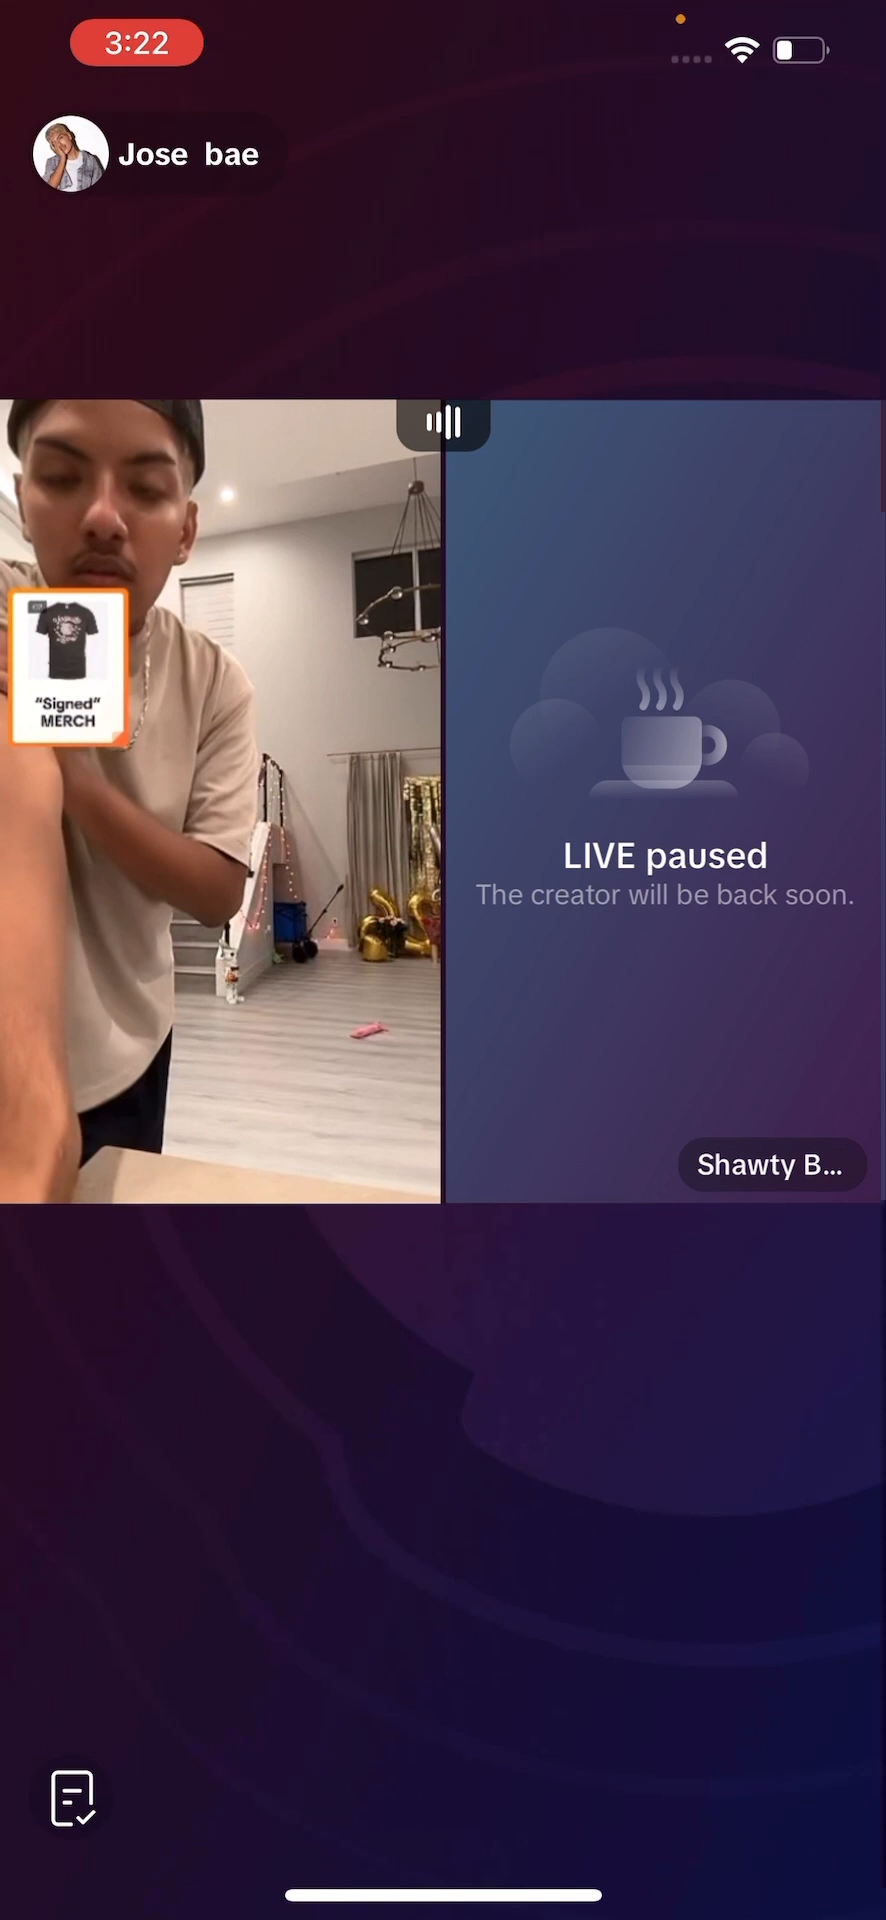 3:22
Jose bae
"Signed"
MERCH
LIVE paused
The creator will be back soon.
Shawty B...